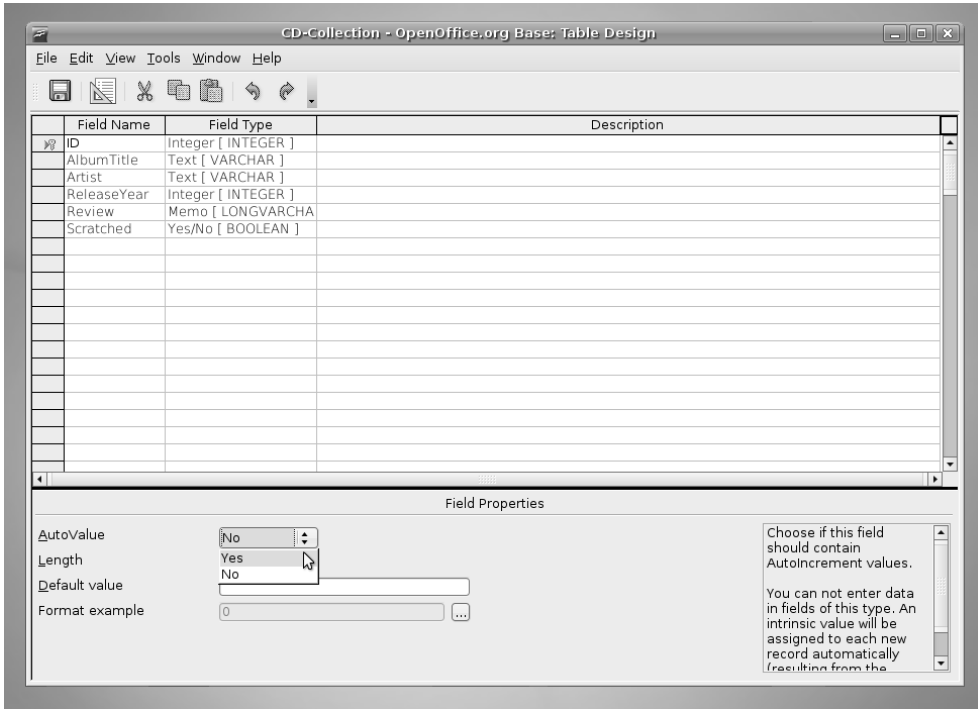 CD-Collection - OpenOffice.org Base: Table Design
File Edit View Tools Window Help
Field Name Field Type Description
ID Integer [ INTEGER ]
AlbumTitle Text [ VARCHAR ]
Artist Text [ VARCHAR ]
ReleaseYear Integer [ INTEGER ]
Review Memo [ LONGVARCHA
Scratched Yes/No [ BOOLEAN ]
Field Properties
AutoValue No
Length Yes
No
Default value
Format example 0 ...
Choose if this field
should contain
AutoIncrement values.
You can not enter data
in fields of this type. An
intrinsic value will be
assigned to each new
record automatically
(resulting from the